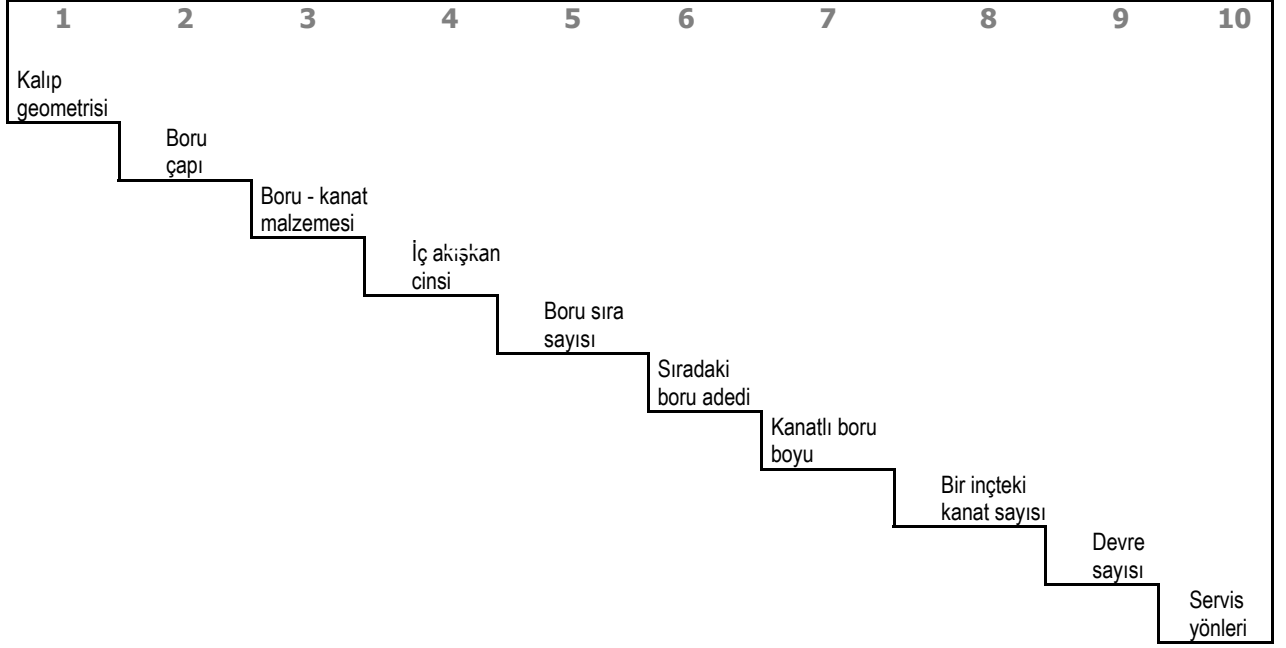 1 2 3 4 5 6 7 8 9 10
Kalıp
geometrisi
Boru
çapı
Boru - kanat
malzemesi
İç akışkan
cinsi
Boru sıra
sayısı
Sıradaki
boru adedi
Kanatlı boru
boyu
Bir inçteki
kanat sayısı
Devre
sayısı
Servis
yönleri